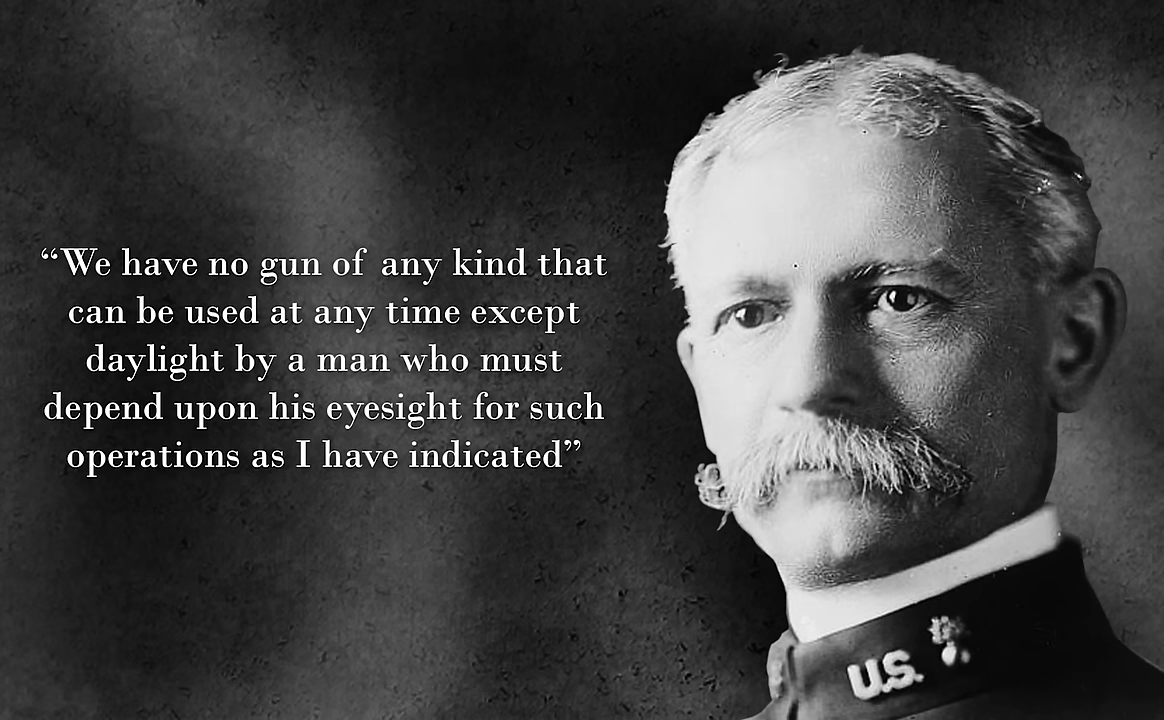 “We have no gun of any kind that
can be used at any time except
daylight by a man who must
depend upon his eyesight for such
operations as I have indicated”
U.S.